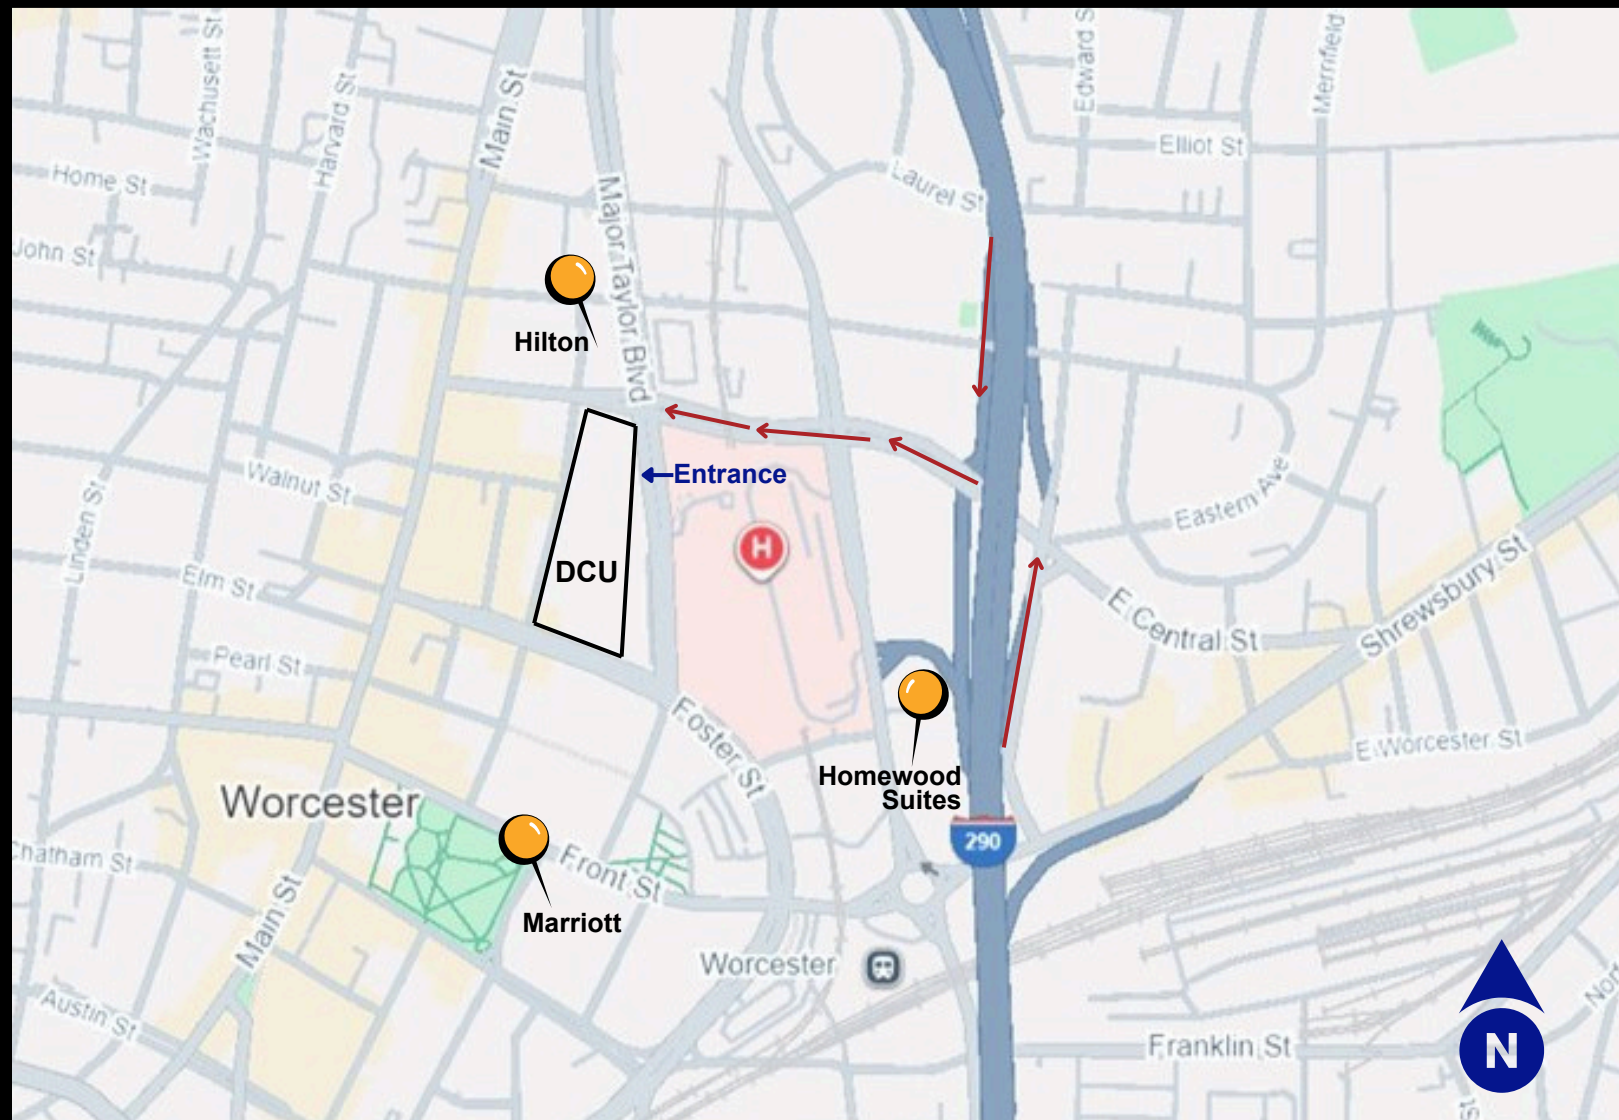 Wachusett St
Harvard St
Main St
Edward S
Merrifield
Elliot St
Home St
Laurel St
Major Taylor Blvd
John St
Hilton
Walnut St
Entrance
Linden St
Eastern Ave
H
DCU
Elm St
E Central St
Shrewsbury St
Pearl St
Foster St
E Worcester St
Homewood
Suites
Worcester
290
Chatham St
Front St
Marriott
Main St
Worcester
Austin St
Franklin St
Nor
N
St